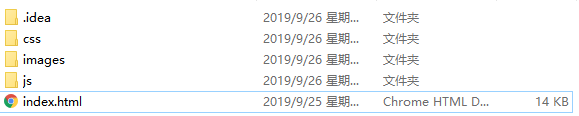 .idea 2019/9/26 星期... 文件夹
css 2019/9/26 星期... 文件夹
images 2019/9/26 星期... 文件夹
js 2019/9/26 星期... 文件夹
index.html 2019/9/25 星期... Chrome HTML D... 14 KB